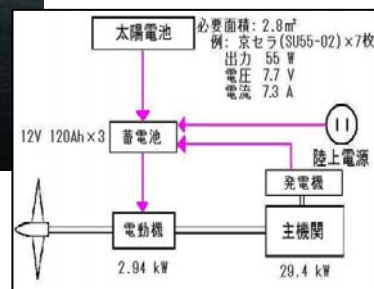 太陽電池
必要面積: 2.8㎡
例: 京セラ(SU55-02)×7枚
出力 55 W
電圧 7.7 V
電流 7.3 A
12V 120Ah×3
蓄電池
陸上電源
発電機
電動機
主機関
2.94 kW
29.4 kW